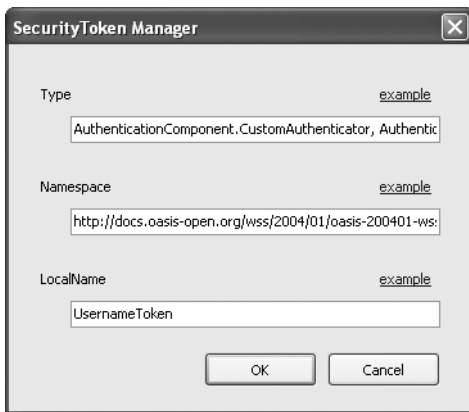 SecurityToken Manager
Type example
AuthenticationComponent.CustomAuthenticator, Authentic
Namespace example
http://docs.oasis-open.org/wss/2004/01/oasis-200401-wss
LocalName example
UsernameToken
OK Cancel